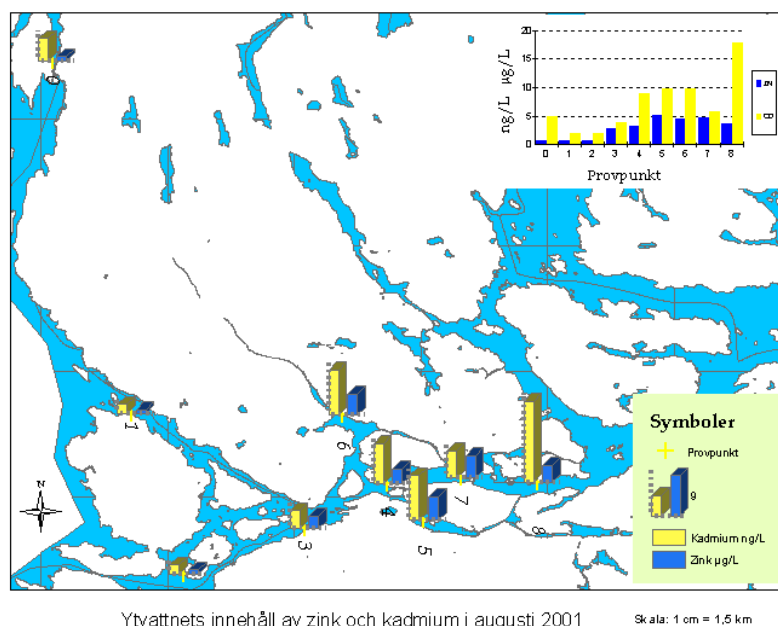 20
15
10
5
0
ng/L µg/L
0 1 2 3 4 5 6 7 8
Provpunkt
ZN
CD
0
1
6
7
4
3
5
8
N
Symboler
Provpunkt
9
Kadmium ng/L
Zink µg/L
Ytvattnets innehåll av zink och kadmium i augusti 2001
Skala: 1 cm = 1,5 km